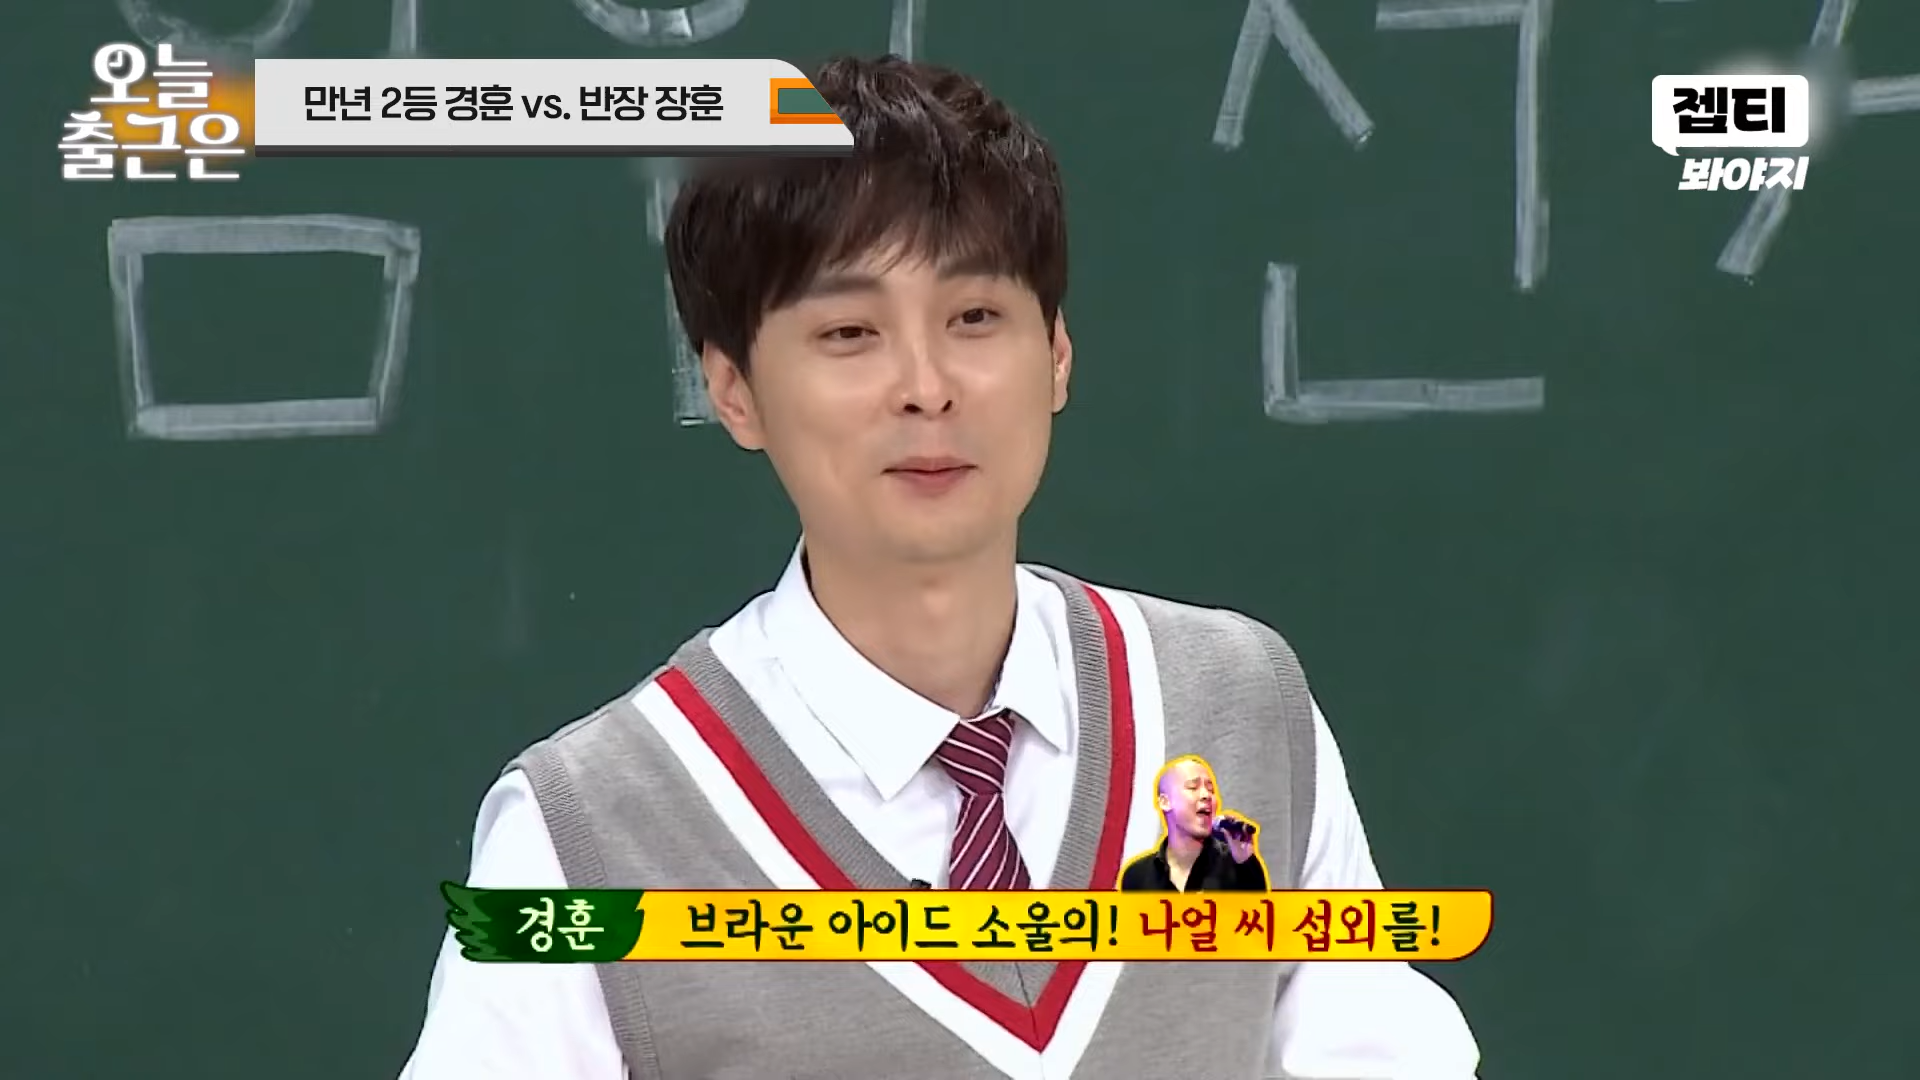 오늘
출근은
만년 2등 경훈 vs. 반장 장훈
젭티
봐야지
경훈 브라운 아이드 소울의! 나얼 씨 섭외를!